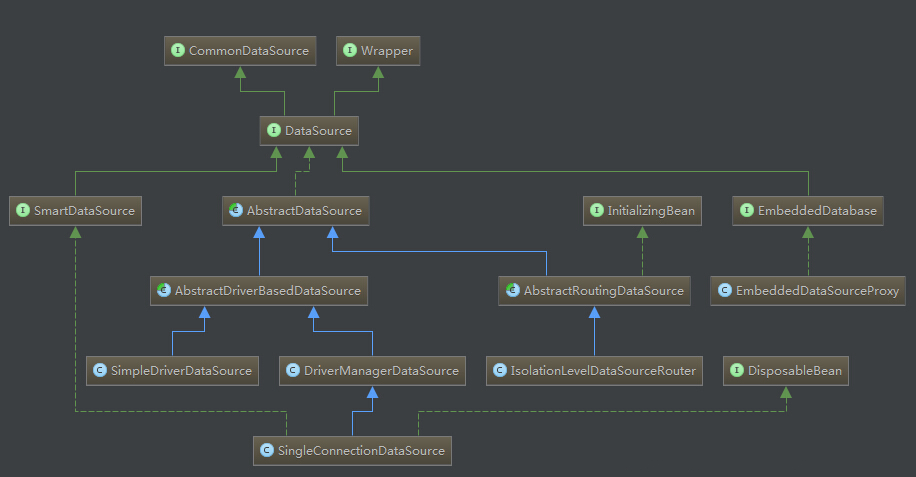 I CommonDataSource
I Wrapper
I DataSource
I SmartDataSource
C AbstractDataSource
I InitializingBean
I EmbeddedDatabase
C AbstractDriverBasedDataSource
C AbstractRoutingDataSource
C EmbeddedDataSourceProxy
C SimpleDriverDataSource
C DriverManagerDataSource
C IsolationLevelDataSourceRouter
I DisposableBean
C SingleConnectionDataSource